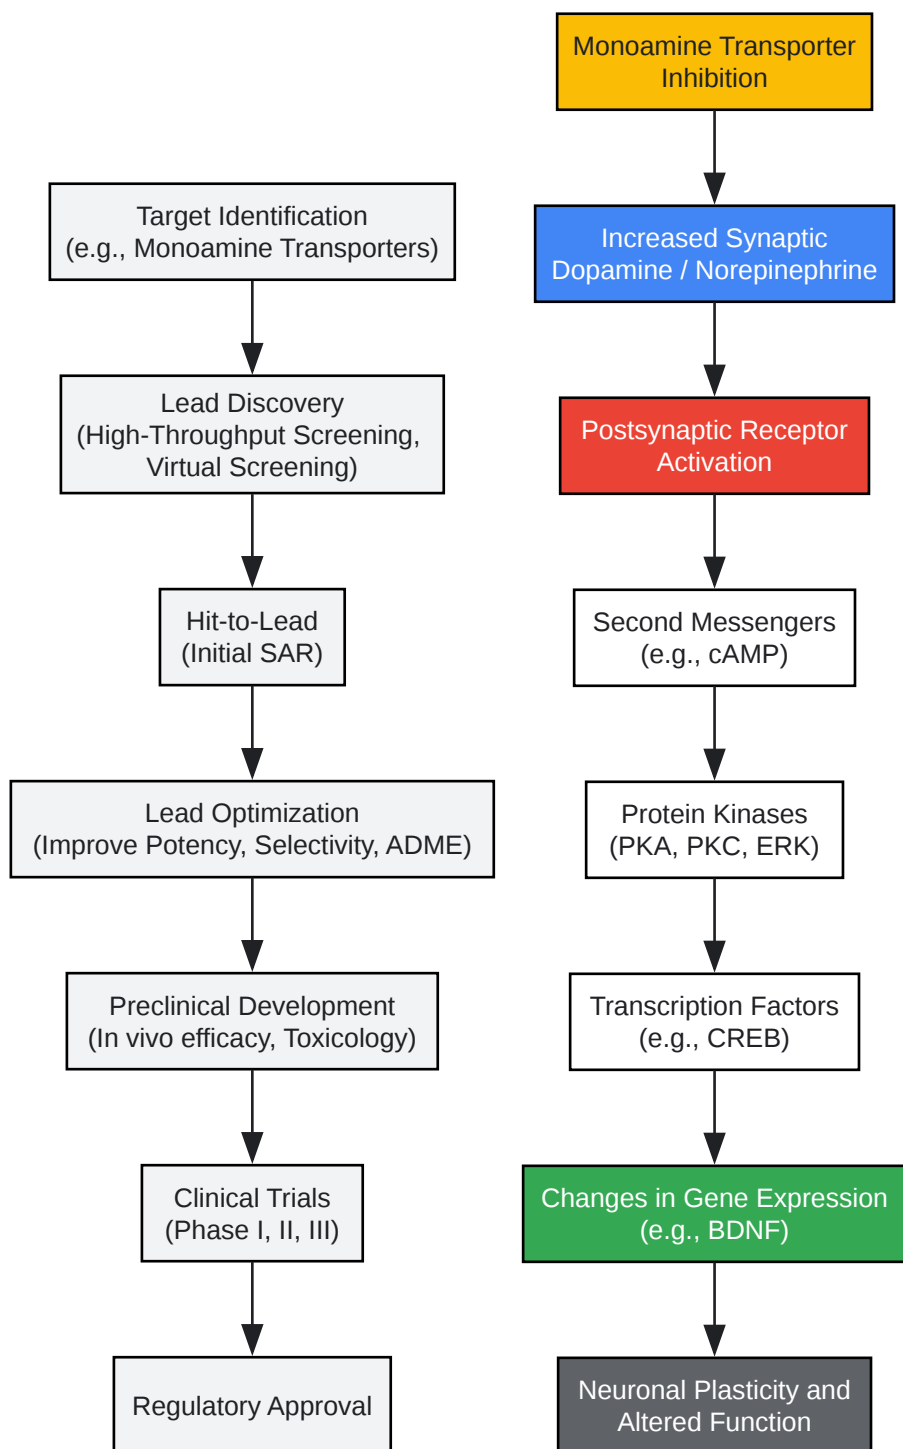 Target Identification
(e.g., Monoamine Transporters)
Lead Discovery
(High-Throughput Screening,
Virtual Screening)
Hit-to-Lead
(Initial SAR)
Lead Optimization
(Improve Potency, Selectivity, ADME)
Preclinical Development
(In vivo efficacy, Toxicology)
Clinical Trials
(Phase I, II, III)
Regulatory Approval
Monoamine Transporter
Inhibition
Increased Synaptic
Dopamine / Norepinephrine
Postsynaptic Receptor
Activation
Second Messengers
(e.g., cAMP)
Protein Kinases
(PKA, PKC, ERK)
Transcription Factors
(e.g., CREB)
Changes in Gene Expression
(e.g., BDNF)
Neuronal Plasticity and
Altered Function